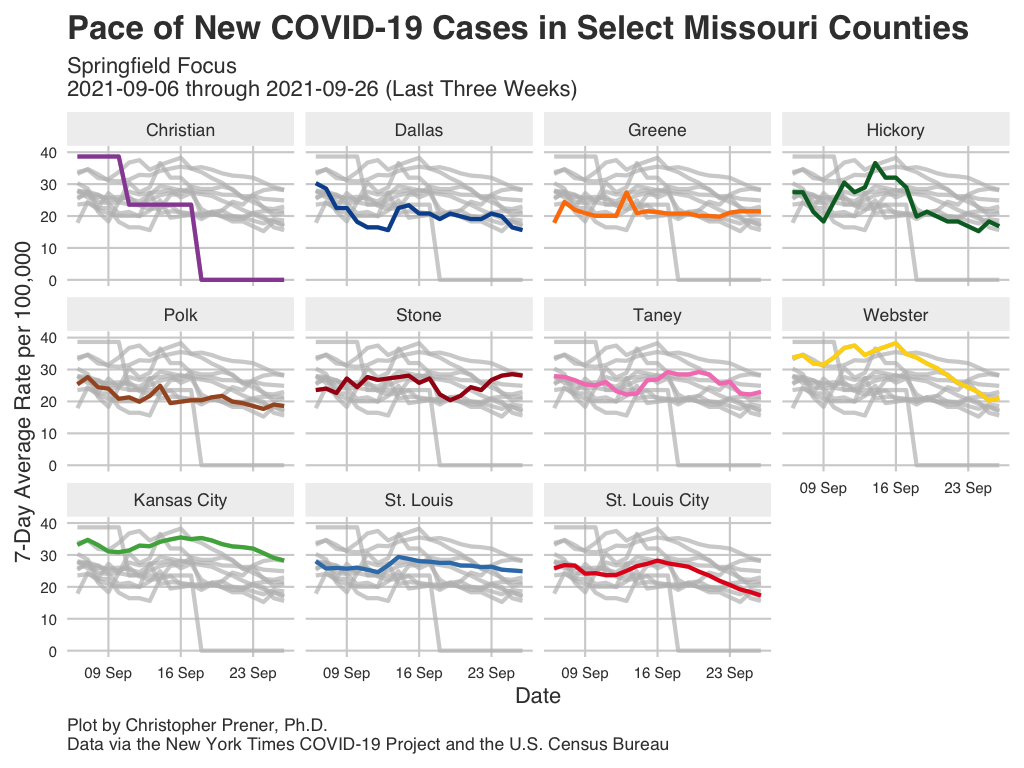 Pace of New COVID-19 Cases in Select Missouri Counties
Springfield Focus
2021-09-06 through 2021-09-26 (Last Three Weeks)
7-Day Average Rate per 100,000
Christian
Dallas
Greene
Hickory
40
30
20
10
0
Polk
Stone
Taney
Webster
40
30
20
10
0
09 Sep
16 Sep
23 Sep
Kansas City
St. Louis
St. Louis City
40
30
20
10
0
09 Sep
16 Sep
23 Sep
09 Sep
16 Sep
23 Sep
09 Sep
16 Sep
23 Sep
Date
Plot by Christopher Prener, Ph.D.
Data via the New York Times COVID-19 Project and the U.S. Census Bureau